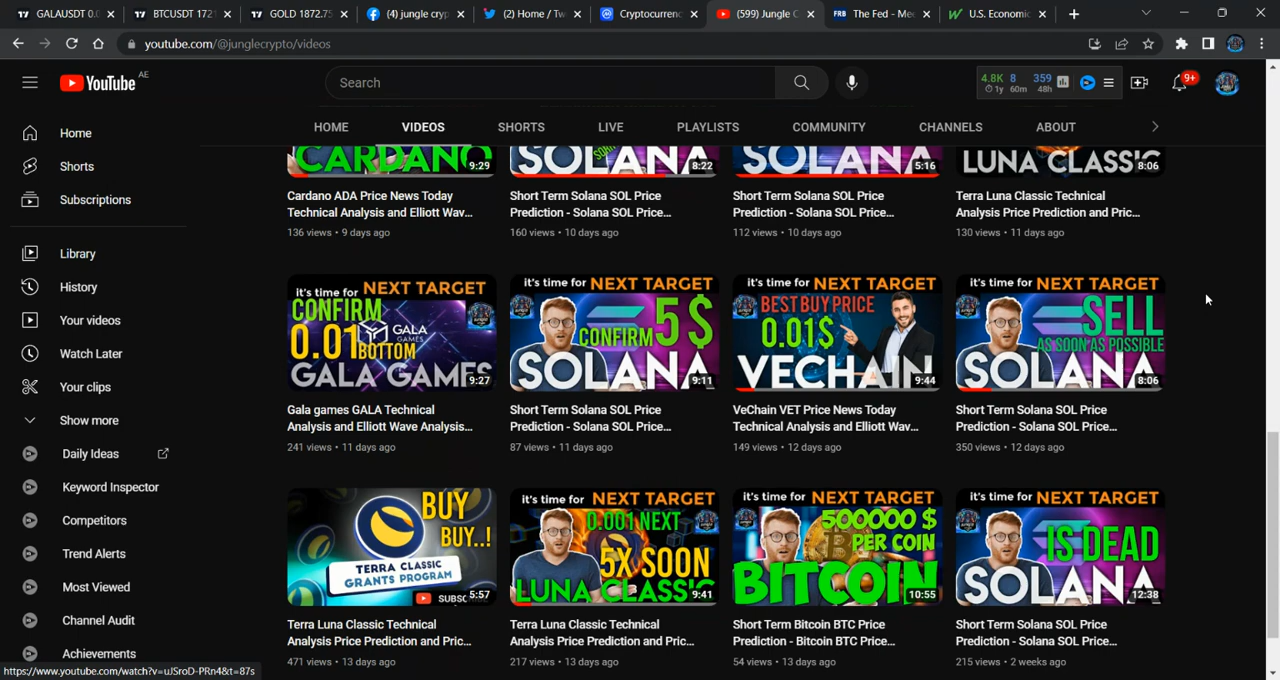 GALAUSDT 0.0
BTCUSDT 1721
GOLD 1872.75
(4) jungle cryp
(2) Home / Tw
Cryptocurrenc
(599) Jungle C
FRB
The Fed - Mee
U.S. Economic
youtube.com/@junglecrypto/videos
YouTube
AE
Search
4.8K 8 359
1y 60m 48h
9+
HOME
VIDEOS
SHORTS
LIVE
PLAYLISTS
COMMUNITY
CHANNELS
ABOUT
Home
Shorts
Subscriptions
Library
History
Your videos
Watch Later
Your clips
Show more
Daily Ideas
Keyword Inspector
Competitors
Trend Alerts
Most Viewed
Channel Audit
Achievements
CARDANO
9:29
Cardano ADA Price News Today
Technical Analysis and Elliott Wav...
136 views • 9 days ago
SOLANA
8:22
Short Term Solana SOL Price
Prediction - Solana SOL Price...
160 views • 10 days ago
SOLANA
5:16
Short Term Solana SOL Price
Prediction - Solana SOL Price...
112 views • 10 days ago
LUNA CLASSIC
8:06
Terra Luna Classic Technical
Analysis Price Prediction and Pric...
130 views • 11 days ago
it's time for NEXT TARGET
CONFIRM
0.01 BOTTOM
GALA
GAMES
GALA GAMES
9:27
Gala games GALA Technical
Analysis and Elliott Wave Analysis...
241 views • 11 days ago
it's time for NEXT TARGET
CONFIRM 5 $
SOLANA
9:11
Short Term Solana SOL Price
Prediction - Solana SOL Price...
87 views • 11 days ago
it's time for NEXT TARGET
BEST BUY PRICE
0.01$
VECHAIN
9:44
VeChain VET Price News Today
Technical Analysis and Elliott Wav...
149 views • 12 days ago
it's time for NEXT TARGET
SELL
AS SOON AS POSSIBLE
SOLANA
8:06
Short Term Solana SOL Price
Prediction - Solana SOL Price...
350 views • 12 days ago
BUY
BUY..!
TERRA CLASSIC
GRANTS PROGRAM
SUBSC
5:57
Terra Luna Classic Technical
Analysis Price Prediction and Pric...
471 views • 13 days ago
it's time for NEXT TARGET
0.001 NEXT
5X SOON
LUNA CLASSIC
9:41
Terra Luna Classic Technical
Analysis Price Prediction and Pric...
217 views • 13 days ago
it's time for NEXT TARGET
500000 $
PER COIN
BITCOIN
10:55
Short Term Bitcoin BTC Price
Prediction - Bitcoin BTC Price...
54 views • 13 days ago
it's time for NEXT TARGET
IS DEAD
SOLANA
12:38
Short Term Solana SOL Price
Prediction - Solana SOL Price...
215 views • 2 weeks ago
https://www.youtube.com/watch?v=uJSroD-PRn4&t=87s